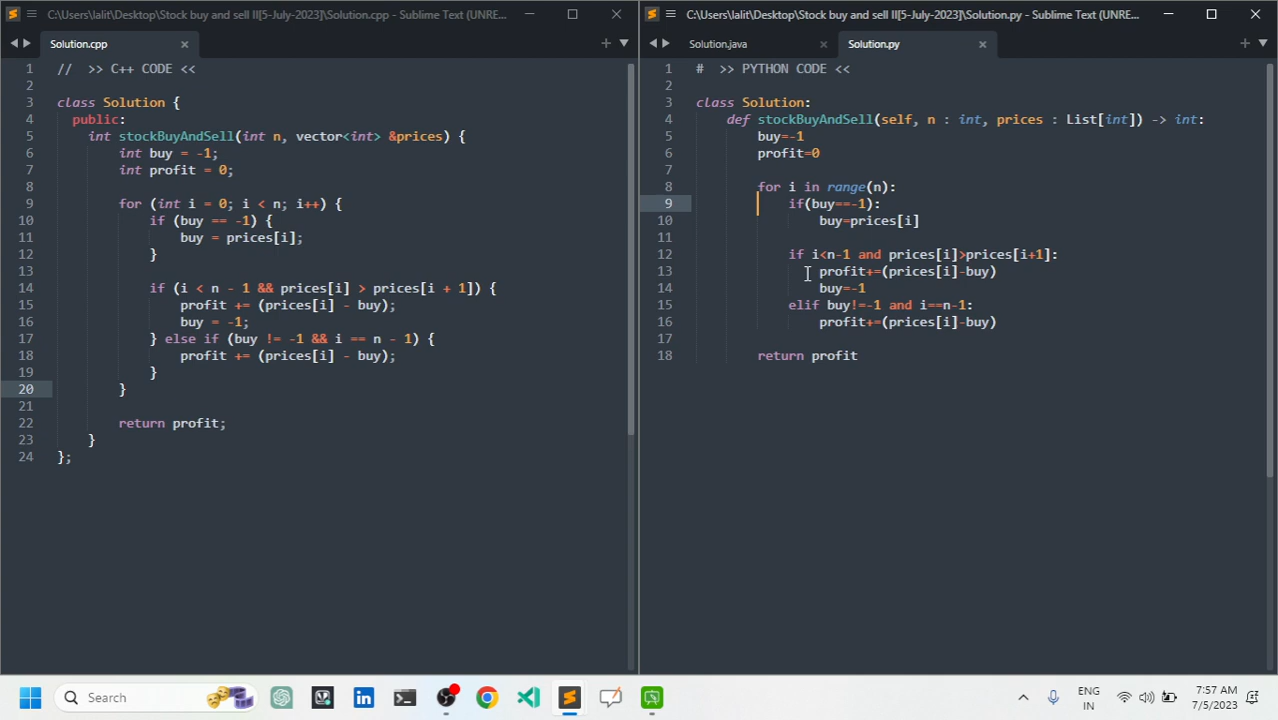 C:\Users\lalit\Desktop\Stock buy and sell II[5-July-2023]\Solution.cpp - Sublime Text (UNRE...
Solution.cpp
1 // >> C++ CODE <<
2
3 class Solution {
4 public:
5 int stockBuyAndSell(int n, vector<int> &prices) {
6 int buy = -1;
7 int profit = 0;
8
9 for (int i = 0; i < n; i++) {
10 if (buy == -1) {
11 buy = prices[i];
12 }
13
14 if (i < n - 1 && prices[i] > prices[i + 1]) {
15 profit += (prices[i] - buy);
16 buy = -1;
17 } else if (buy != -1 && i == n - 1) {
18 profit += (prices[i] - buy);
19 }
20 }
21
22 return profit;
23 }
24 };
C:\Users\lalit\Desktop\Stock buy and sell II[5-July-2023]\Solution.py - Sublime Text (UNRE...
Solution.java Solution.py
1 # >> PYTHON CODE <<
2
3 class Solution:
4 def stockBuyAndSell(self, n : int, prices : List[int]) -> int:
5 buy=-1
6 profit=0
7
8 for i in range(n):
9 if(buy==-1):
10 buy=prices[i]
11
12 if i<n-1 and prices[i]>prices[i+1]:
13 profit+=(prices[i]-buy)
14 buy=-1
15 elif buy!=-1 and i==n-1:
16 profit+=(prices[i]-buy)
17
18 return profit
Search
ENG
IN
7:57 AM
7/5/2023